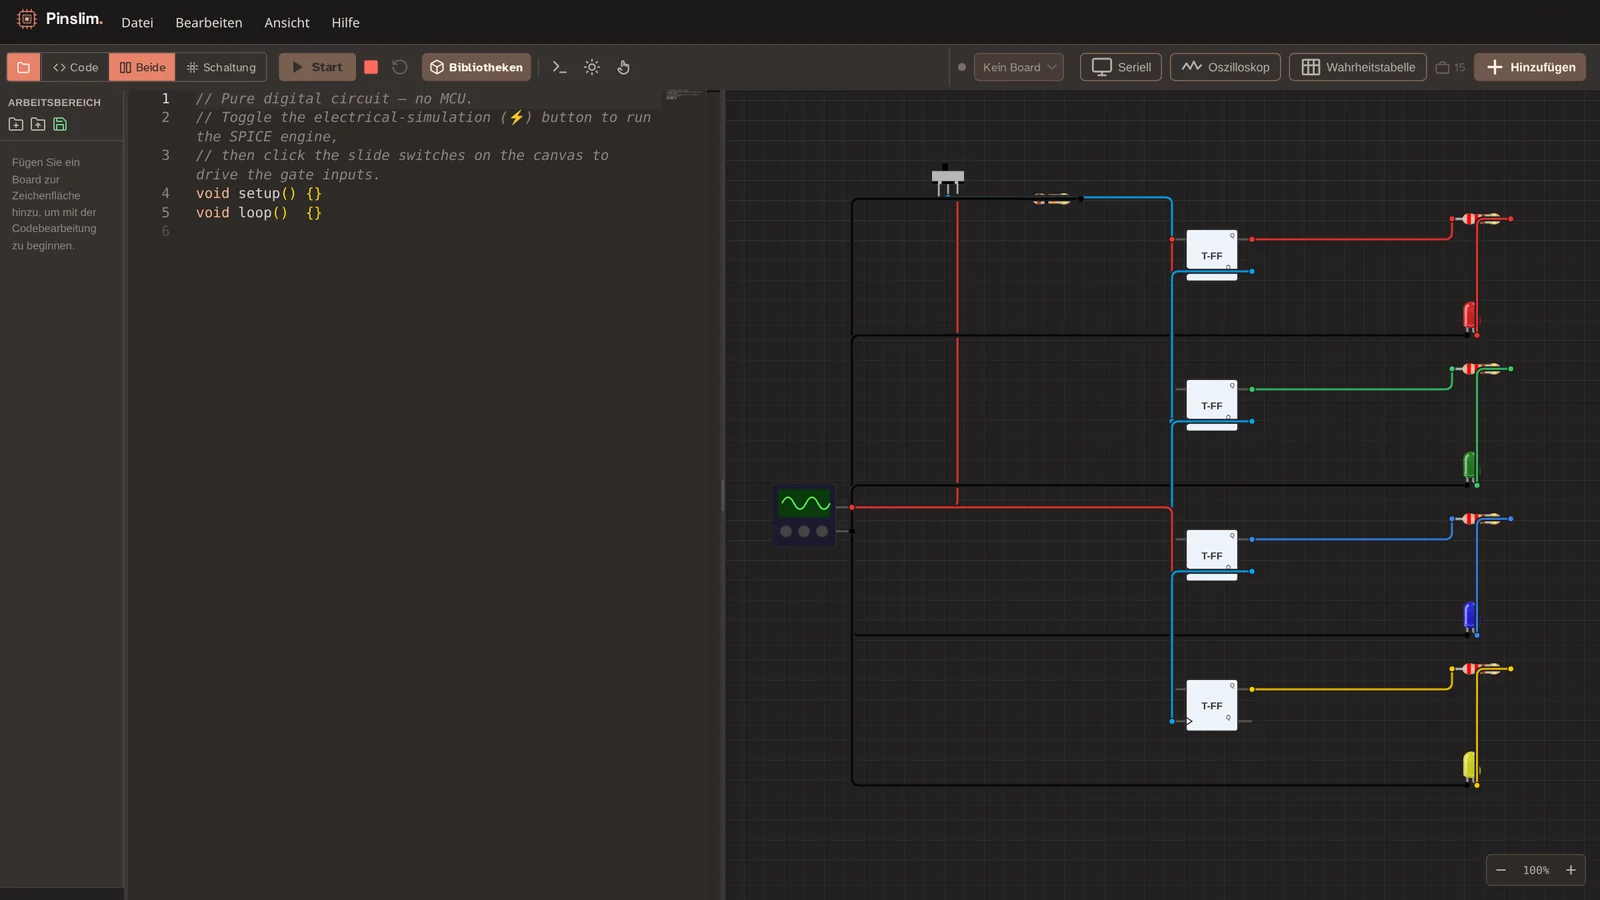 Pinslim.
Datei
Bearbeiten
Ansicht
Hilfe
Code
Beide
Schaltung
Start
Bibliotheken
Kein Board
Seriell
Oszilloskop
Wahrheitstabelle
15
Hinzufügen
ARBEITSBEREICH
Fügen Sie ein
Board zur
Zeichenfläche
hinzu, um mit der
Codebearbeitung
zu beginnen.
1 // Pure digital circuit — no MCU.
2 // Toggle the electrical-simulation (⚡) button to run
the SPICE engine,
3 // then click the slide switches on the canvas to
drive the gate inputs.
4 void setup() {}
5 void loop()  {}
6
Q
T-FF
Q
Q
T-FF
Q
Q
T-FF
Q
Q
T-FF
Q
100%